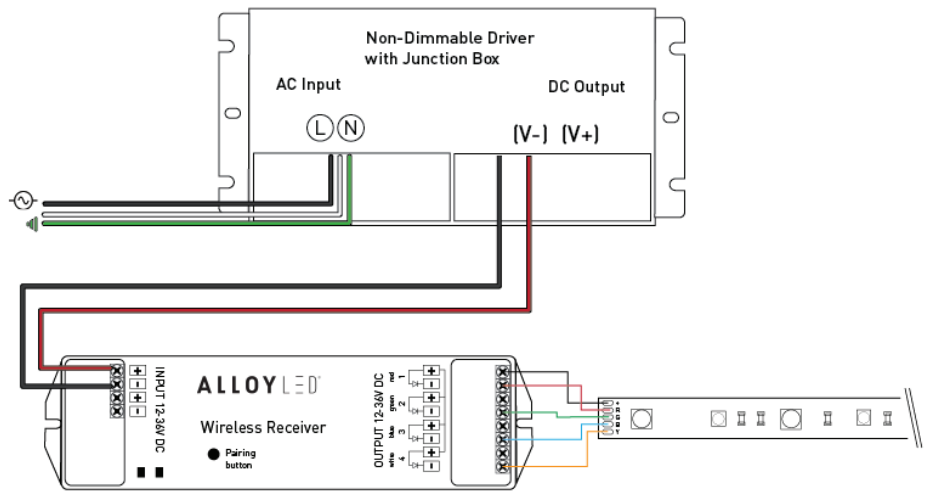 Non-Dimmable Driver
with Junction Box
AC Input
DC Output
L N
(V-) (V+)
INPUT 12-36V DC
+
-
+
-
ALLOYLED
Wireless Receiver
Pairing
button
OUTPUT 12-36V DC
1 red
2 green
3 blue
4 white
+
-
+
-
+
-
+
-
+
R
G
B